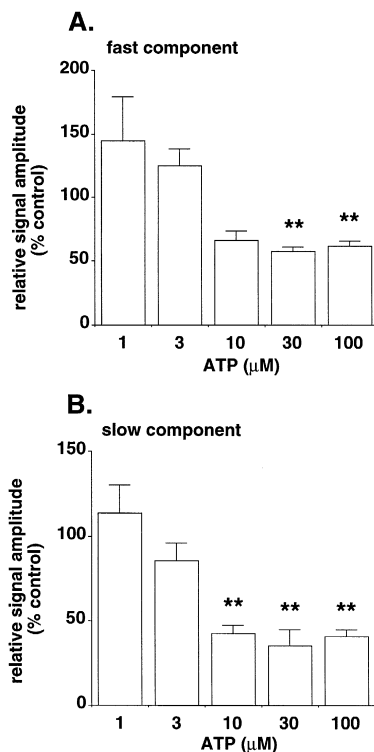 A.
fast component
relative signal amplitude
(% control)
200
150
100
50
0
** **
1 3 10 30 100
ATP (μM)
B.
slow component
relative signal amplitude
(% control)
150
100
50
0
** ** **
1 3 10 30 100
ATP (μM)